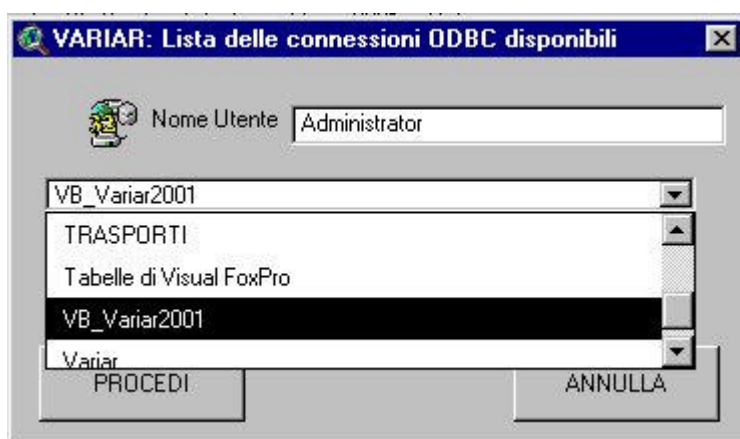 VARIAR: Lista delle connessioni ODBC disponibili
Nome Utente Administrator
VB_Variar2001
TRASPORTI
Tabelle di Visual FoxPro
VB_Variar2001
Variar
PROCEDI ANNULLA